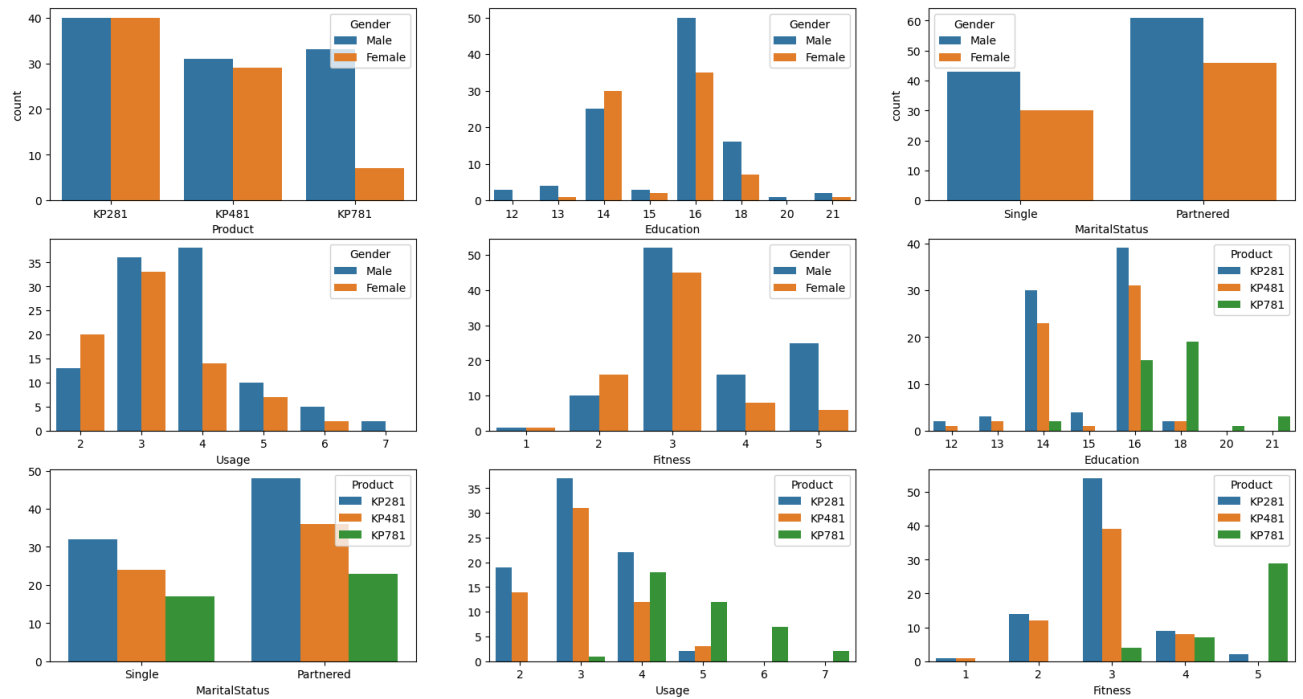 count
40
30
20
10
0
KP281
KP481
KP781
Product
Gender
Male
Female
50
40
30
20
10
0
12
13
14
15
16
18
20
21
Education
Gender
Male
Female
count
60
50
40
30
20
10
0
Single
Partnered
MaritalStatus
Gender
Male
Female
35
30
25
20
15
10
5
0
2
3
4
5
6
7
Usage
Gender
Male
Female
50
40
30
20
10
0
1
2
3
4
5
Fitness
Gender
Male
Female
40
30
20
10
0
12
13
14
15
16
18
20
21
Education
Product
KP281
KP481
KP781
50
40
30
20
10
0
Single
Partnered
MaritalStatus
Product
KP281
KP481
KP781
35
30
25
20
15
10
5
0
2
3
4
5
6
7
Usage
Product
KP281
KP481
KP781
50
40
30
20
10
0
1
2
3
4
5
Fitness
Product
KP281
KP481
KP781